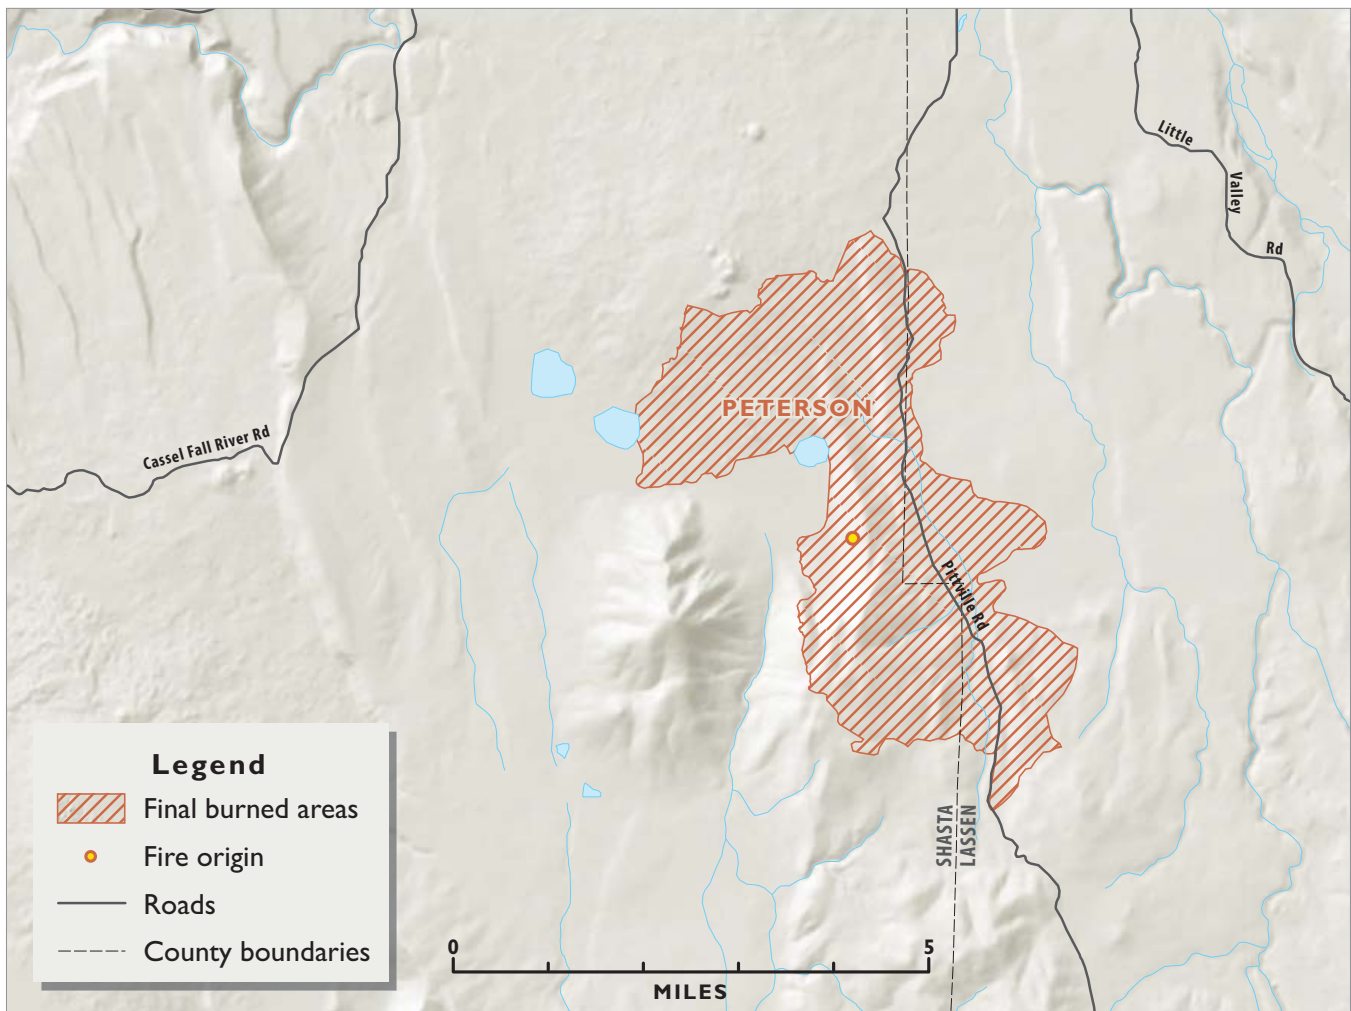 Little
Valley
Rd
PETERSON
Cassel Fall River Rd
Pittville Rd
Legend
Final burned areas
Fire origin
Roads
County boundaries
SHASTA
LASSEN
0 5
MILES